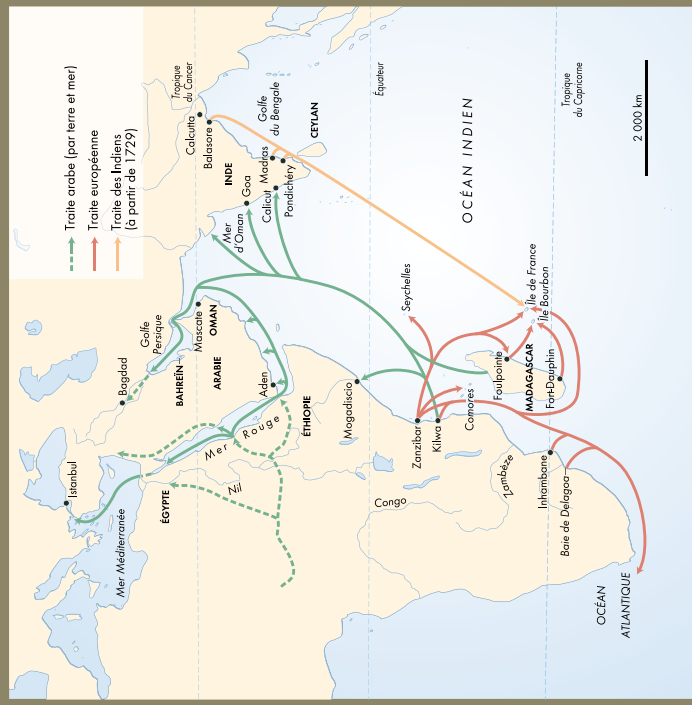 Traite arabe (par terre et mer)
Traite européenne
Traite des Indiens
(à partir de 1729)
Istanbul
Mer Méditerranée
ÉGYPTE
Nil
Mer Rouge
Bagdad
Golfe
Persique
BAHREÏN
ARABIE
Mascate
OMAN
Aden
ÉTHIOPIE
Mer
d'Oman
Tropique
du Cancer
Calcutta
Balasore
INDE
Goa
Calicut
Madras
Pondichéry
Golfe
du Bengale
CEYLAN
Équateur
Mogadiscio
Seychelles
Zanzibar
Kilwa
Comores
Congo
Zambèze
OCÉAN INDIEN
Foulpointe
MADAGASCAR
Fort-Dauphin
Île de France
Île Bourbon
Inhambane
Baie de Delagoa
Tropique
du Capricorne
OCÉAN
ATLANTIQUE
2 000 km